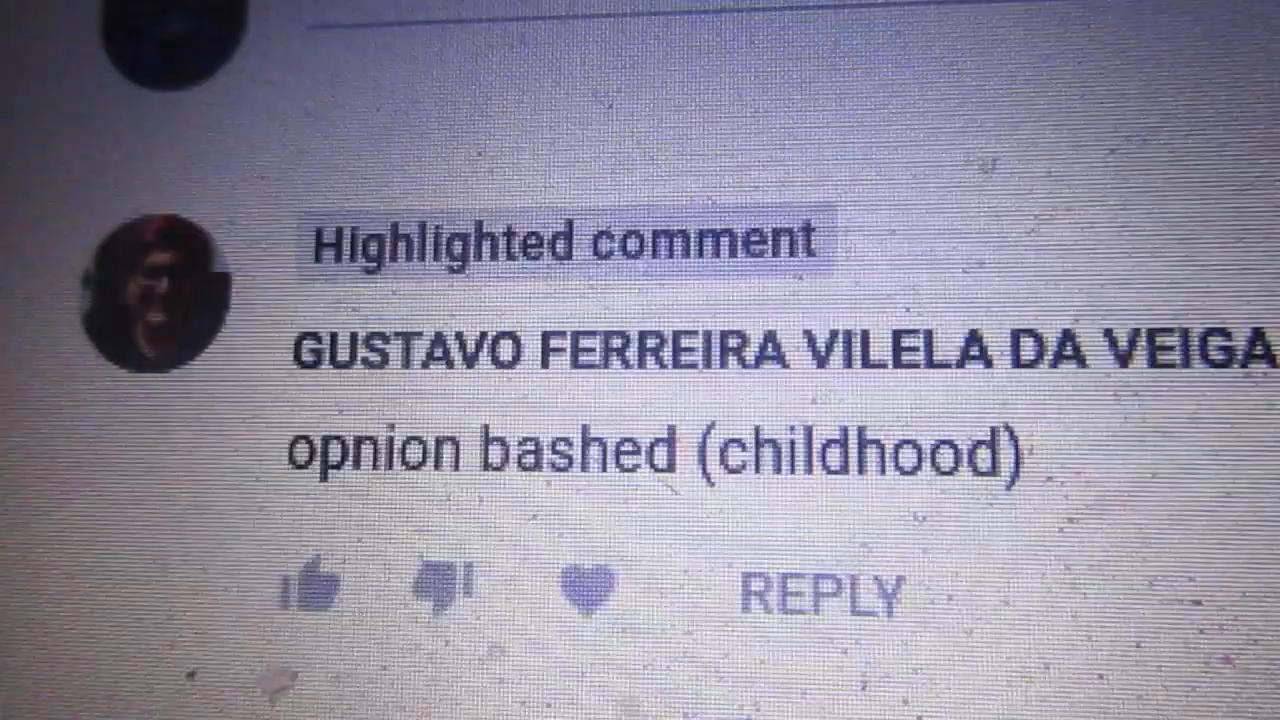 Highlighted comment
GUSTAVO FERREIRA VILELA DA VEIGA
opnion bashed (childhood)
REPLY